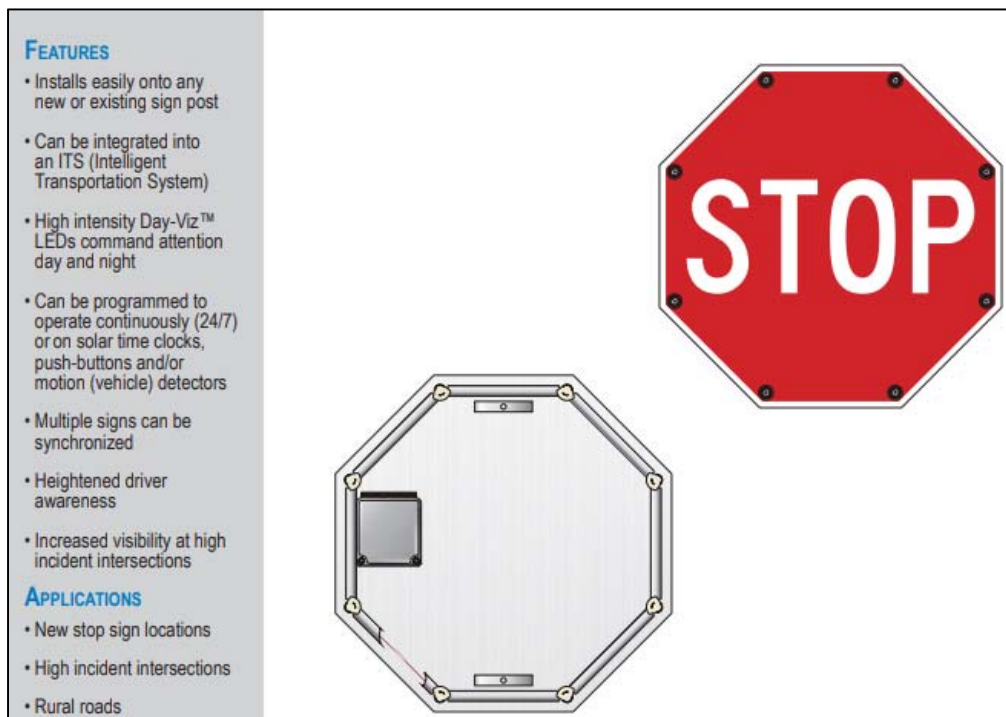 FEATURES
• Installs easily onto any
new or existing sign post
• Can be integrated into
an ITS (Intelligent
Transportation System)
• High intensity Day-Viz™
LEDs command attention
day and night
• Can be programmed to
operate continuously (24/7)
or on solar time clocks,
push-buttons and/or
motion (vehicle) detectors
• Multiple signs can be
synchronized
• Heightened driver
awareness
• Increased visibility at high
incident intersections
APPLICATIONS
• New stop sign locations
• High incident intersections
• Rural roads
STOP